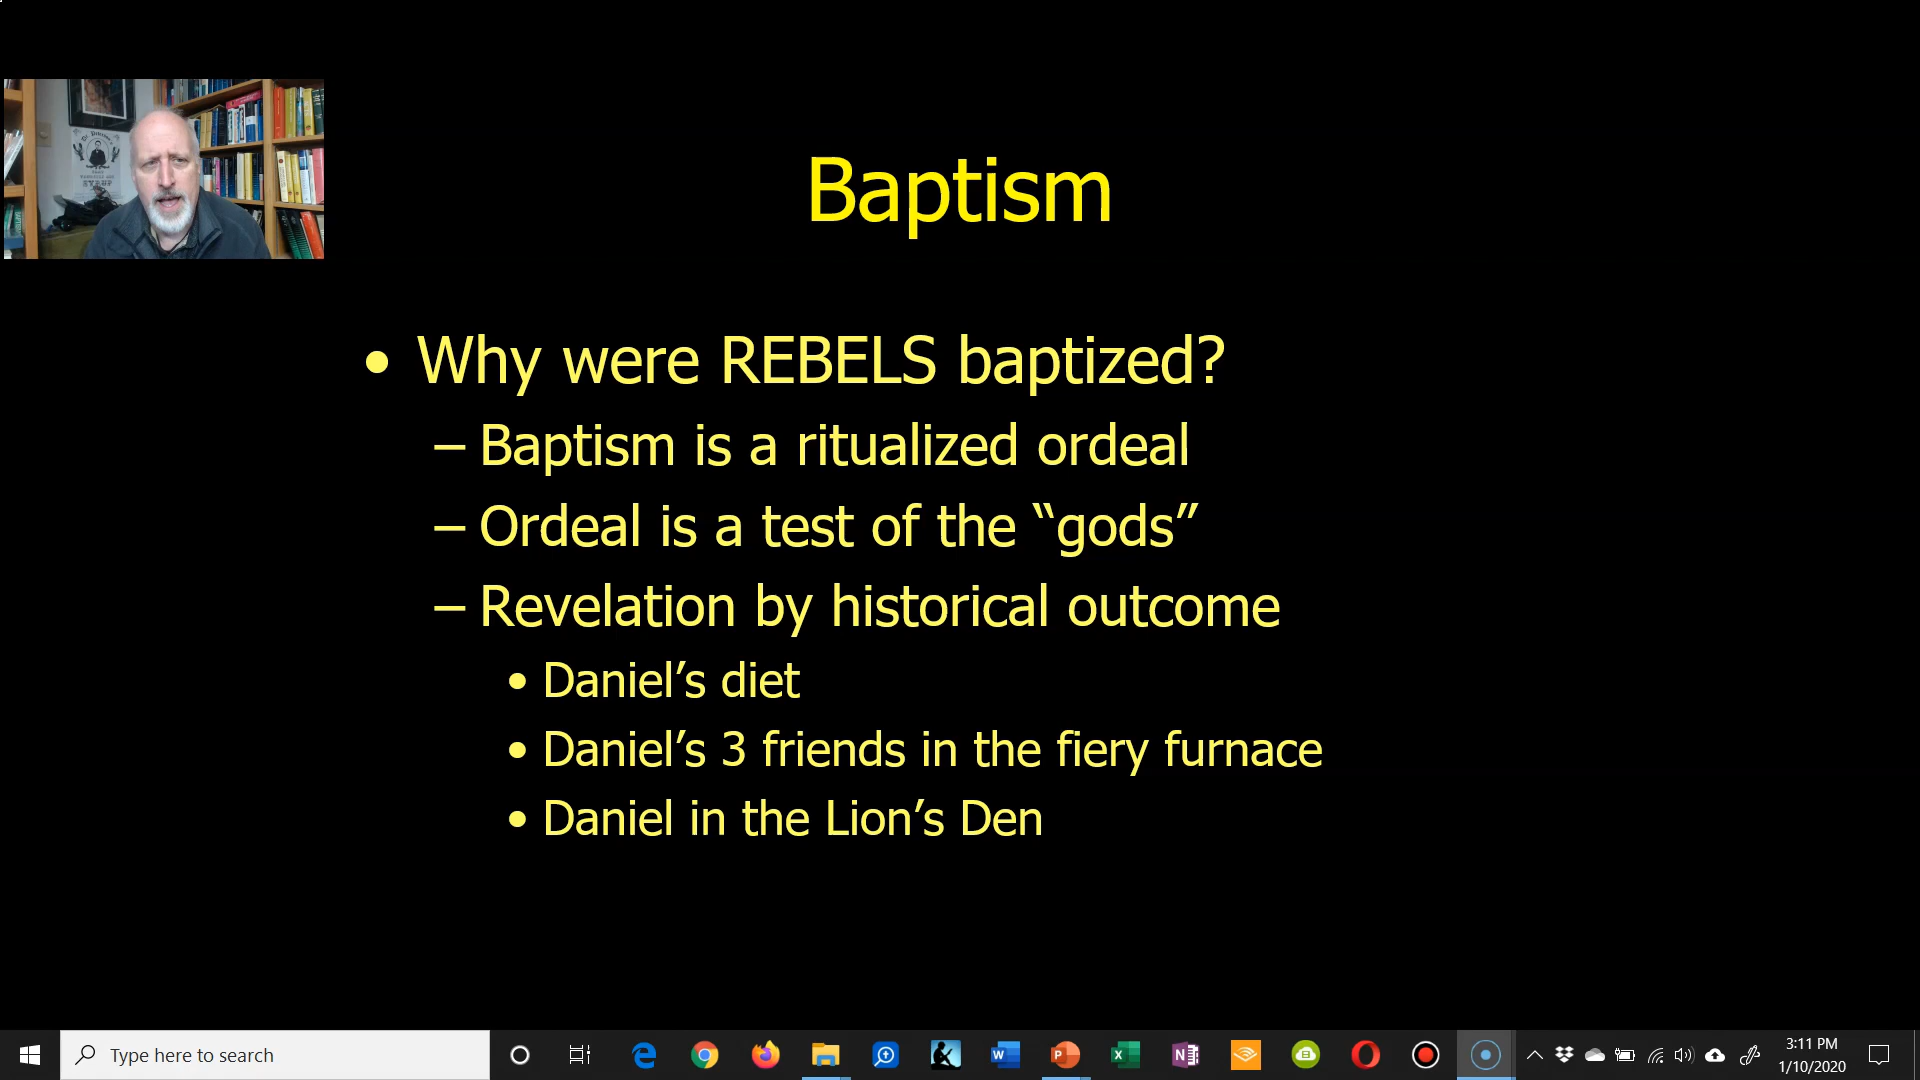 Baptism
• Why were REBELS baptized?
– Baptism is a ritualized ordeal
– Ordeal is a test of the “gods”
– Revelation by historical outcome
• Daniel’s diet
• Daniel’s 3 friends in the fiery furnace
• Daniel in the Lion’s Den
Type here to search
3:11 PM
1/10/2020